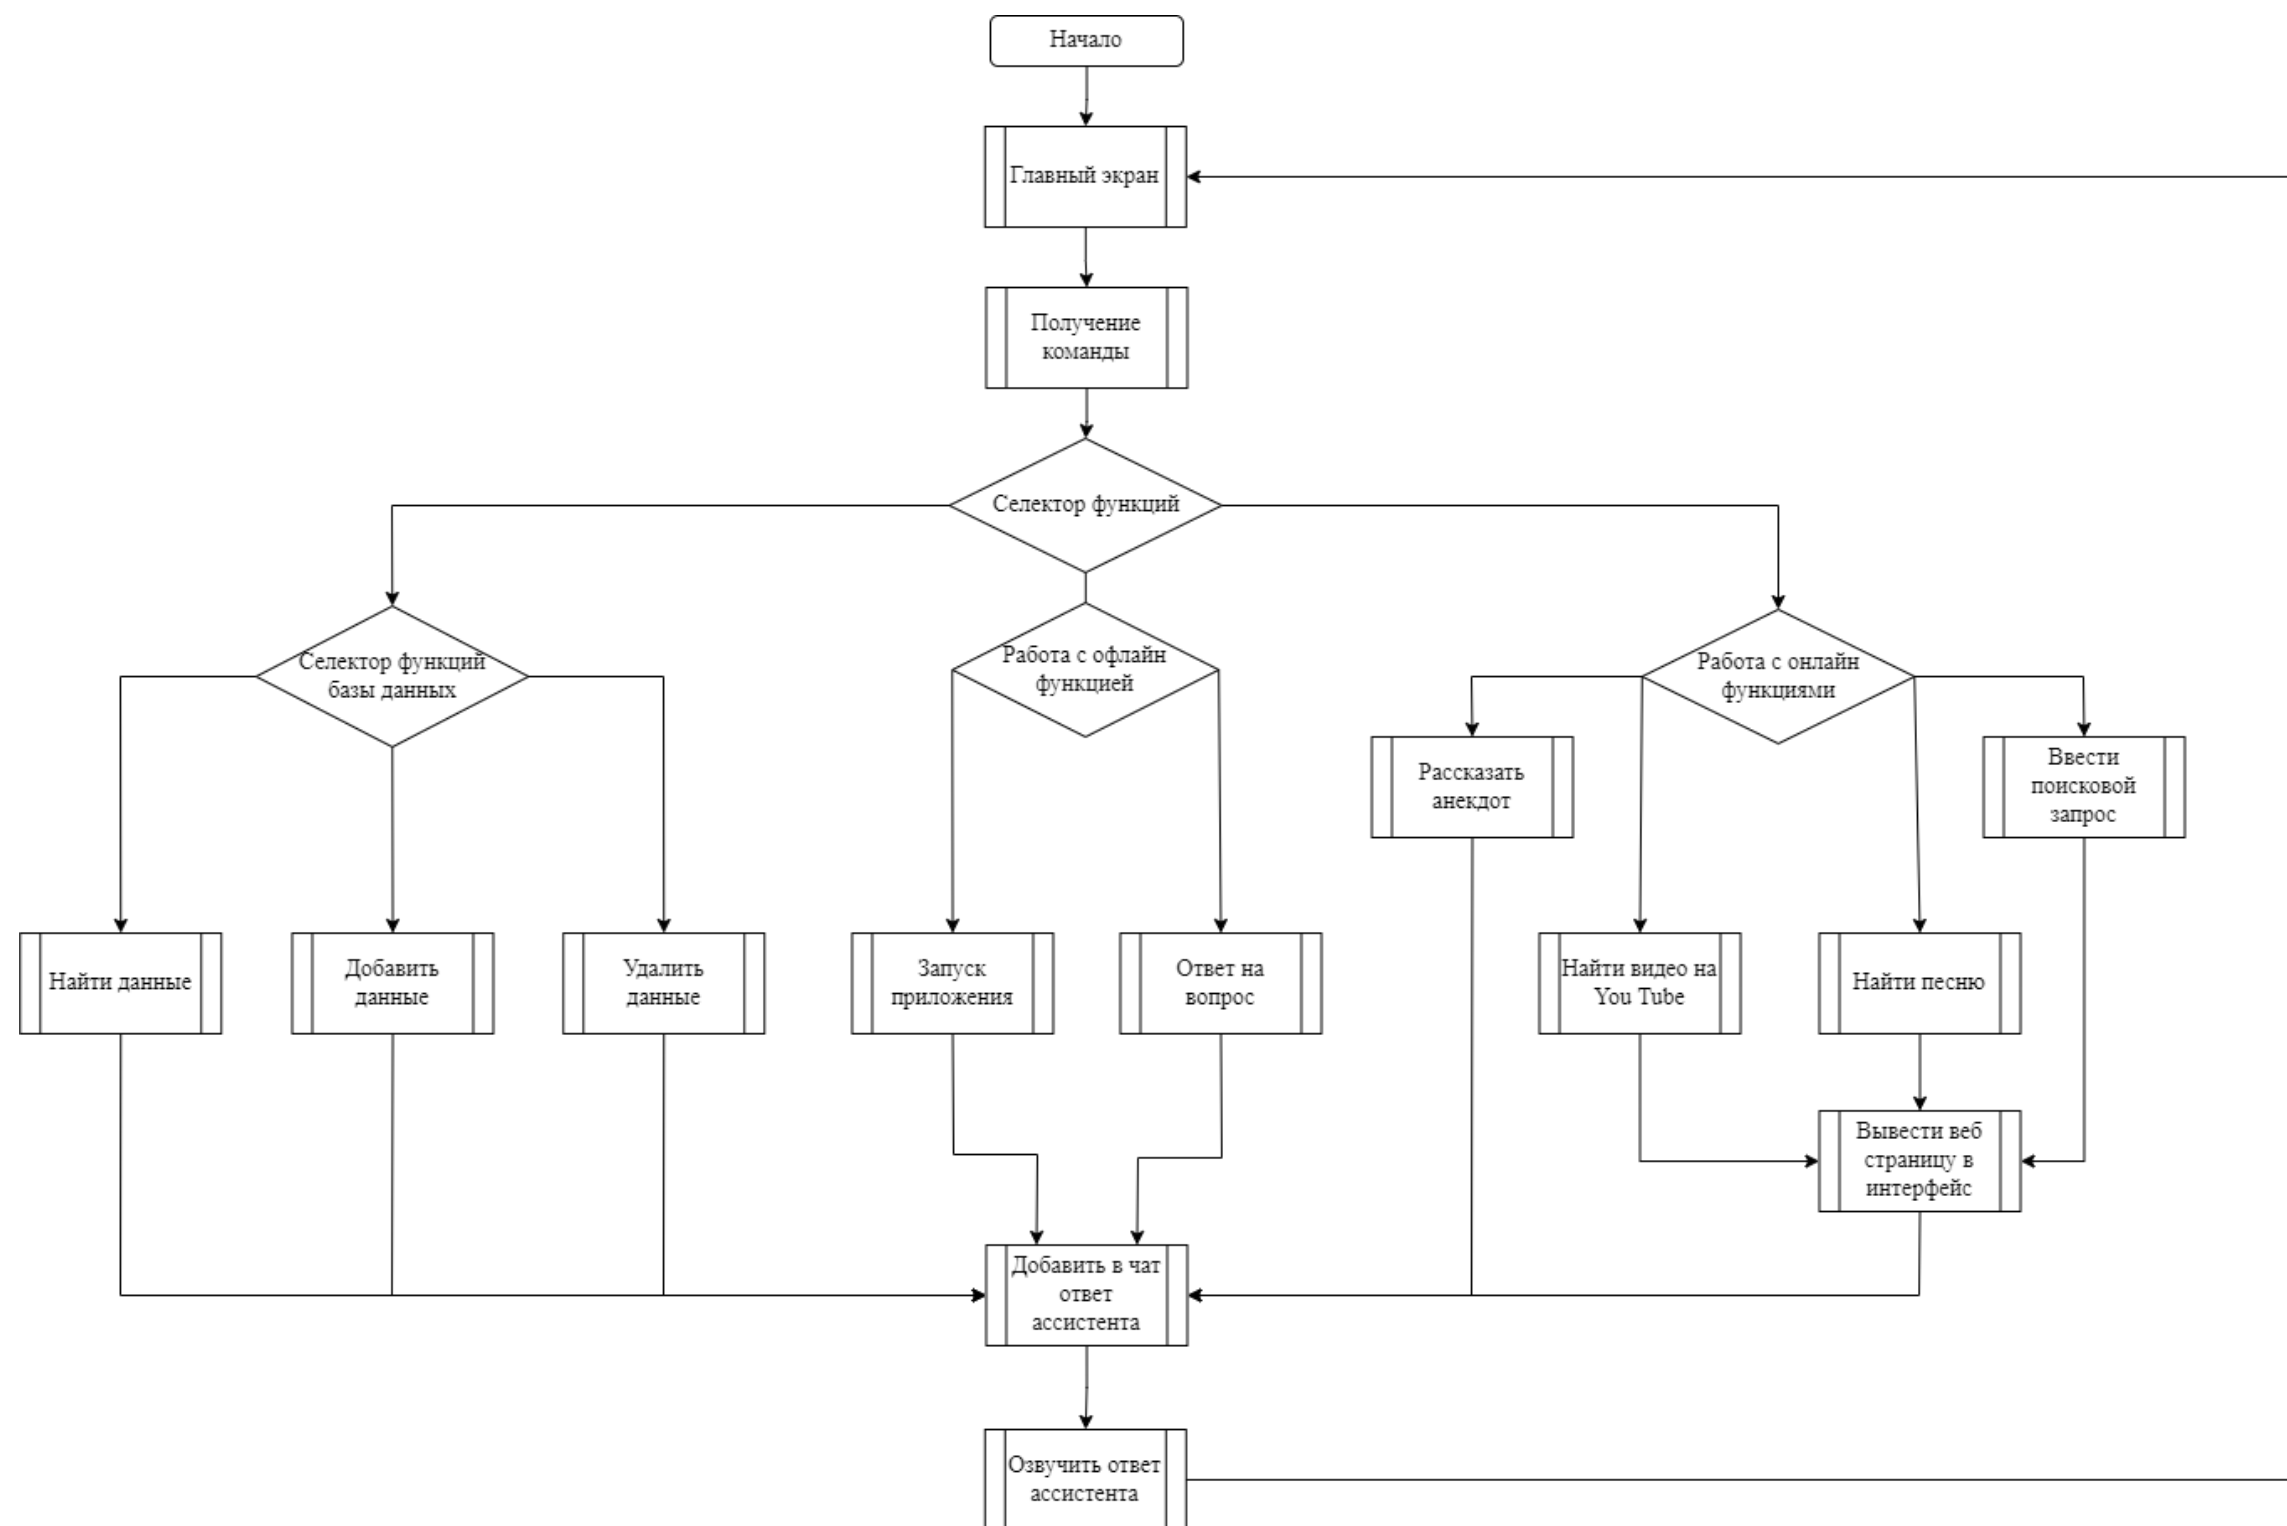 Начало
Главный экран
Получение
команды
Селектор функций
Селектор функций
базы данных
Работа с офлайн
функцией
Работа с онлайн
функциями
Рассказать
анекдот
Ввести
поисковой
запрос
Найти данные
Добавить
данные
Удалить
данные
Запуск
приложения
Ответ на
вопрос
Найти видео на
You Tube
Найти песню
Вывести веб
страницу в
интерфейс
Добавить в чат
ответ
ассистента
Озвучить ответ
ассистента